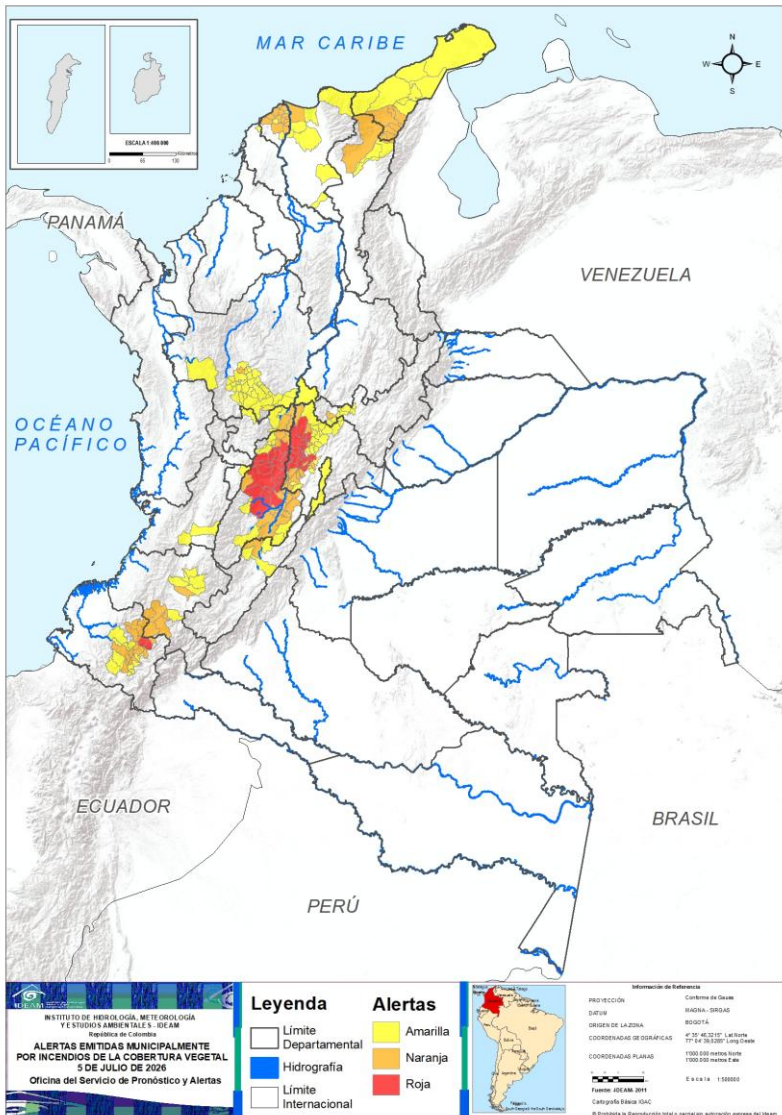 MAR CARIBE
N
W
E
S
ESCALA 1:400.000
PANAMÁ
VENEZUELA
OCÉANO
PACÍFICO
ECUADOR
BRASIL
PERÚ
IDEAM
INSTITUTO DE HIDROLOGÍA, METEOROLOGÍA
Y ESTUDIOS AMBIENTALES - IDEAM
República de Colombia
ALERTAS EMITIDAS MUNICIPALMENTE
POR INCENDIOS DE LA COBERTURA VEGETAL
5 DE JULIO DE 2026
Oficina del Servicio de Pronóstico y Alertas
Leyenda
Límite
Departamental
Hidrografía
Límite
Internacional
Alertas
Amarilla
Naranja
Roja
Información de Referencia
PROYECCIÓN Conforme de Gauss
DATUM MAGNA - SIRGAS
ORIGEN DE LA ZONA BOGOTÁ
COORDENADAS GEOGRÁFICAS
COORDENADAS PLANAS 1'000.000 metros Norte
1'000.000 metros Este
Escala 1:500000
Fuente: IDEAM 2011
Cartografía Básica IGAC